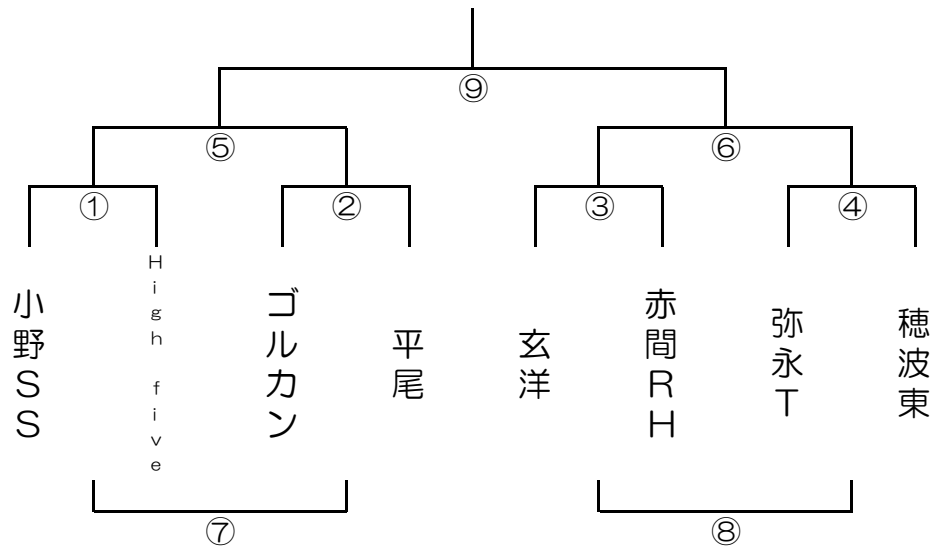 ⑨
⑤
⑥
①
②
③
④
小野ＳＳ
Ｈｉｇｈ　ｆｉｖｅ
ゴルカン
平尾
玄洋
赤間ＲＨ
弥永Ｔ
穂波東
⑦
⑧